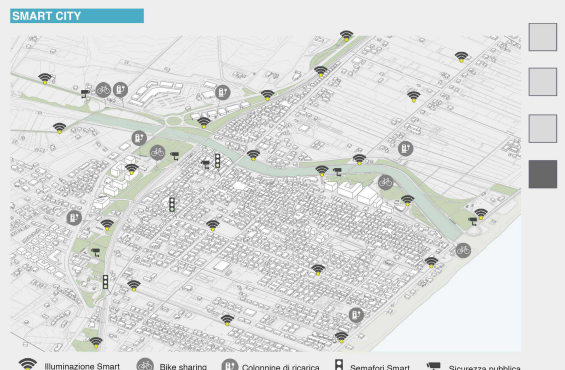 SMART CITY
Illuminazione Smart
Bike sharing
Colonnine di ricarica
Semafori Smart
Sicurezza pubblica